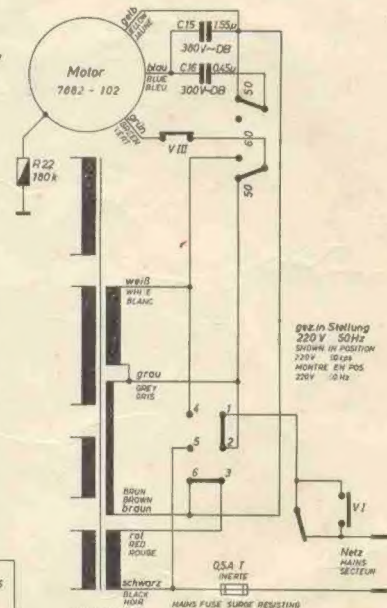 gelb
YELLOW
JAUNE
C15 1,55µ
380V~DB
blau
BLUE
BLEU
C16 0,45µ
300V~DB
Motor
7882 - 102
grün
GREEN
VERT
V III
50
60
50
R22
180k
weiß
WHITE
BLANC
gez.in Stellung
220V 50Hz
SHOWN IN POSITION
220V 50cps
MONTRE EN POS.
220V 50Hz
grau
GREY
GRIS
4 1
5 2
6 3
BRUN
BROWN
braun
V I
rot
RED
ROUGE
Netz
MAINS
SECTEUR
0,5A T
INERTE
schwarz
BLACK
NOIR
MAINS FUSE SURGE RESISTING